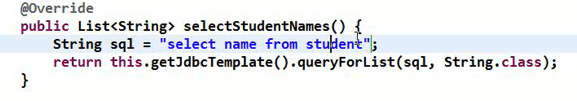 @Override
public List<String> selectStudentNames() {
String sql = "select name from student";
return this.getJdbcTemplate().queryForList(sql, String.class);
}